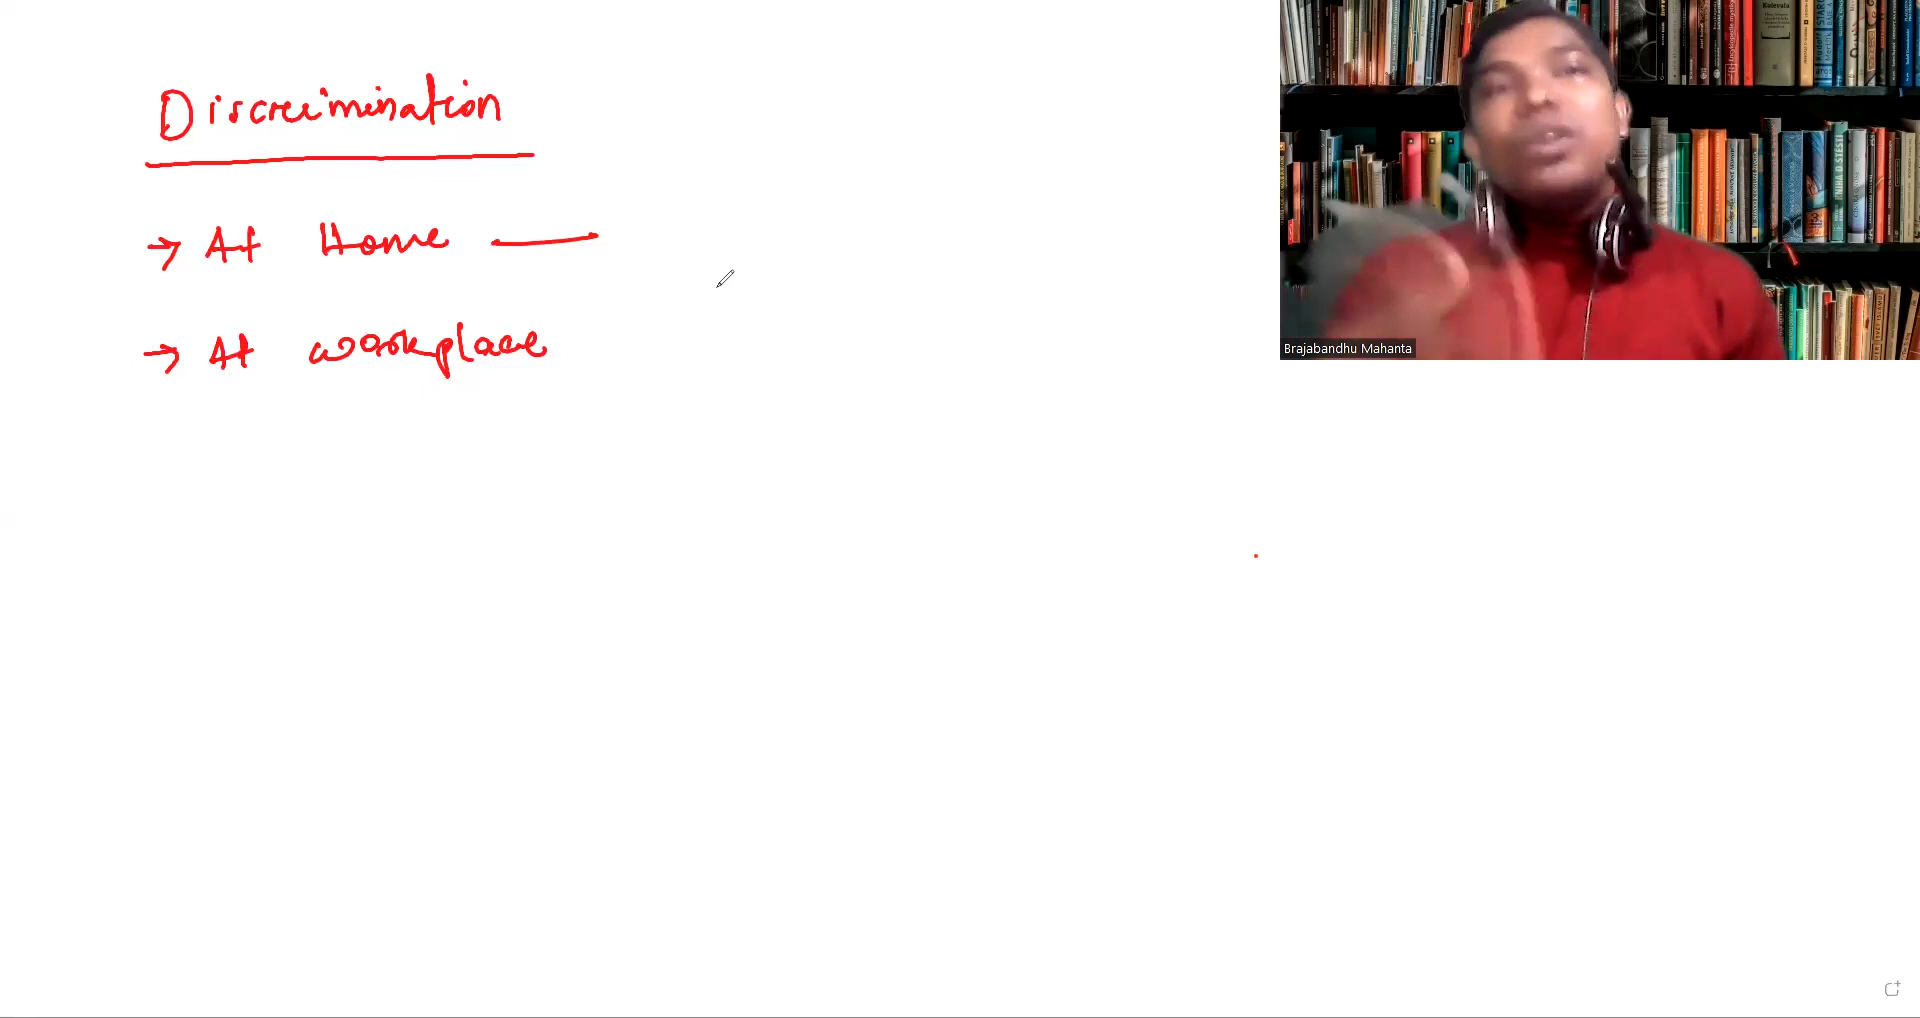 Discrimination
→ At Home —
→ At workplace
Brajabandhu Mahanta